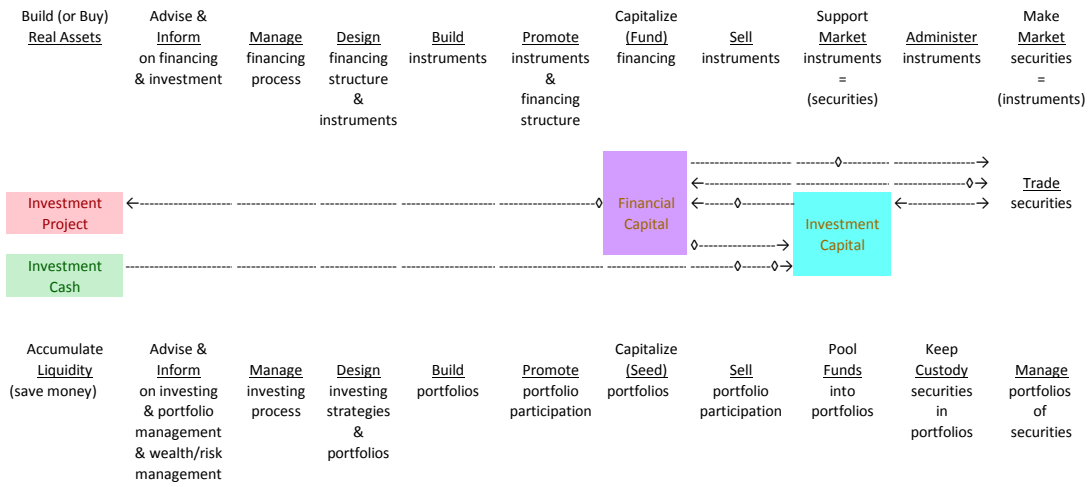 Build (or Buy)
Real Assets
Advise &
Inform
on financing
& investment
Manage
financing
process
Design
financing
structure
&
instruments
Build
instruments
Promote
instruments
&
financing
structure
Capitalize
(Fund)
financing
Sell
instruments
Support
Market
instruments
=
(securities)
Administer
instruments
Make
Market
securities
=
(instruments)
Investment
Project
Financial
Capital
Investment
Capital
Trade
securities
Investment
Cash
Accumulate
Liquidity
(save money)
Advise &
Inform
on investing
& portfolio
management
& wealth/risk
management
Manage
investing
process
Design
investing
strategies
&
portfolios
Build
portfolios
Promote
portfolio
participation
Capitalize
(Seed)
portfolios
Sell
portfolio
participation
Pool
Funds
into
portfolios
Keep
Custody
securities
in
portfolios
Manage
portfolios
of
securities